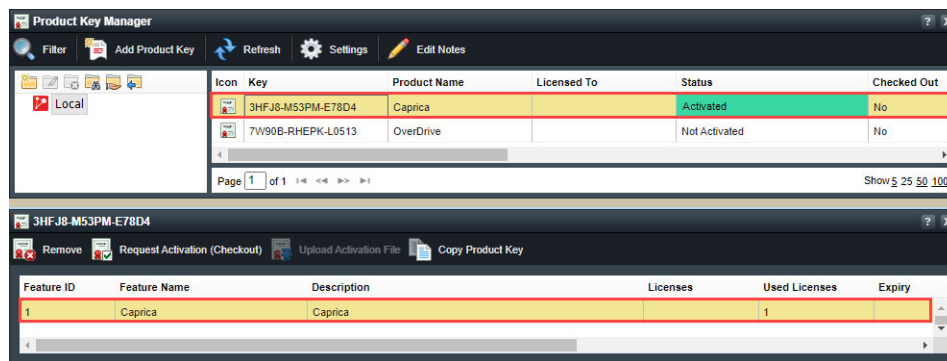 Product Key Manager ?
Filter Add Product Key Refresh Settings Edit Notes
Local
Icon Key Product Name Licensed To Status Checked Out
3HFJ8-M53PM-E78D4 Caprica Activated No
7W90B-RHEPK-L0513 OverDrive Not Activated No
Page 1 of 1 Show 5 25 50 100
3HFJ8-M53PM-E78D4 ?
Remove Request Activation (Checkout) Upload Activation File Copy Product Key
Feature ID Feature Name Description Licenses Used Licenses Expiry
1 Caprica Caprica 1